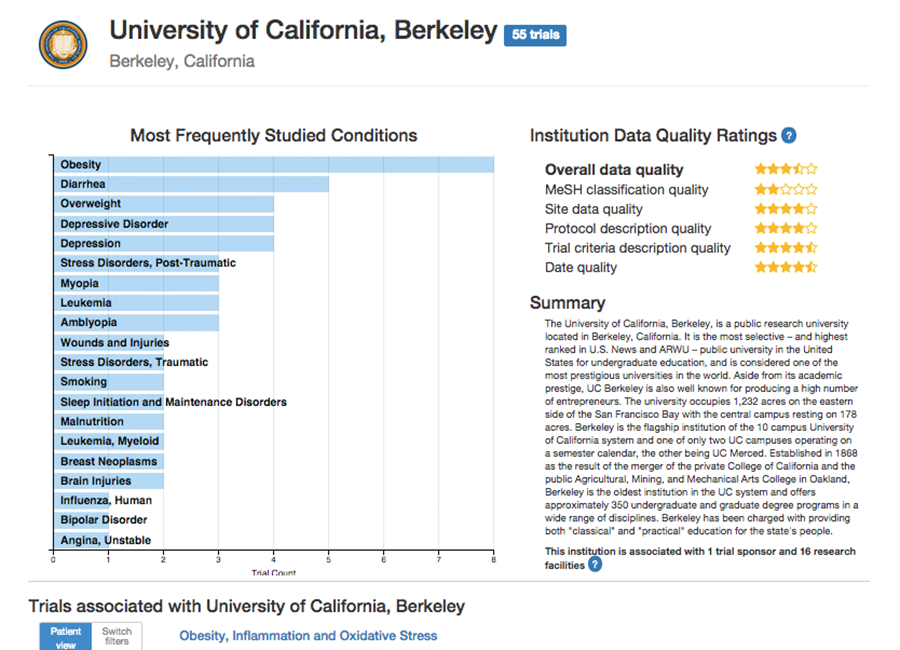 University of California, Berkeley 55 trials
Berkeley, California
Most Frequently Studied Conditions
Obesity
Diarrhea
Overweight
Depressive Disorder
Depression
Stress Disorders, Post-Traumatic
Myopia
Leukemia
Amblyopia
Wounds and Injuries
Stress Disorders, Traumatic
Smoking
Sleep Initiation and Maintenance Disorders
Malnutrition
Leukemia, Myeloid
Breast Neoplasms
Brain Injuries
Influenza, Human
Bipolar Disorder
Angina, Unstable
0 1 2 3 4 5 6 7 8
Trial Count
Institution Data Quality Ratings ?
Overall data quality
MeSH classification quality
Site data quality
Protocol description quality
Trial criteria description quality
Date quality
Summary
The University of California, Berkeley, is a public research university
located in Berkeley, California. It is the most selective – and highest
ranked in U.S. News and ARWU – public university in the United
States for undergraduate education, and is considered one of the
most prestigious universities in the world. Aside from its academic
prestige, UC Berkeley is also well known for producing a high number
of entrepreneurs. The university occupies 1,232 acres on the eastern
side of the San Francisco Bay with the central campus resting on 178
acres. Berkeley is the flagship institution of the 10 campus University
of California system and one of only two UC campuses operating on
a semester calendar, the other being UC Merced. Established in 1868
as the result of the merger of the private College of California and the
public Agricultural, Mining, and Mechanical Arts College in Oakland,
Berkeley is the oldest institution in the UC system and offers
approximately 350 undergraduate and graduate degree programs in a
wide range of disciplines. Berkeley has been charged with providing
both "classical" and "practical" education for the state's people.
This institution is associated with 1 trial sponsor and 16 research
facilities ?
Trials associated with University of California, Berkeley
Patient
view
Switch
filters
Obesity, Inflammation and Oxidative Stress